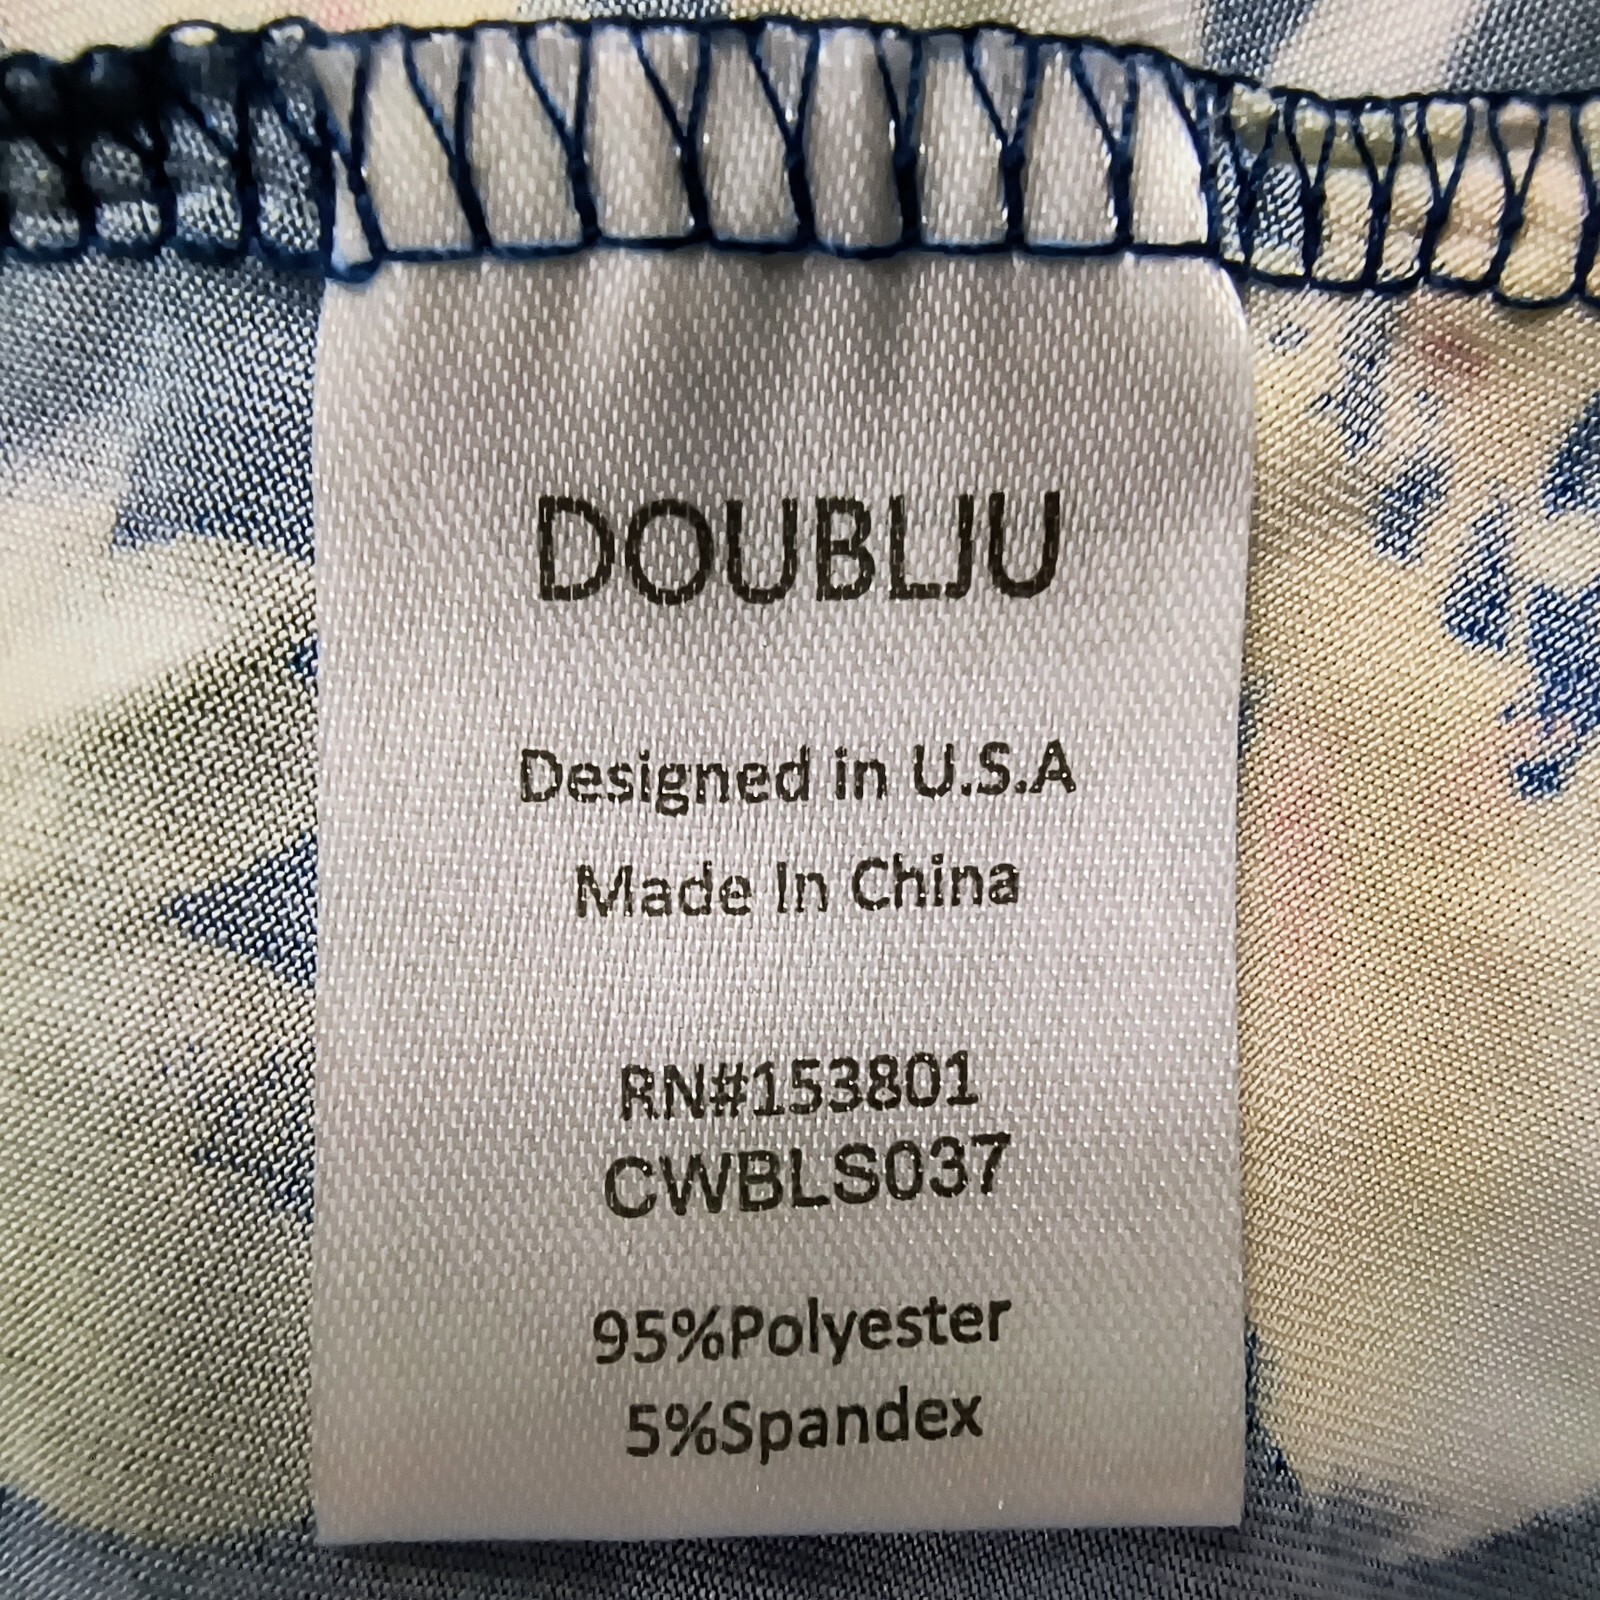 DOUBLJU
Designed in U.S.A
Made In China
RN#153801
CWBLS037
95%Polyester
5%Spandex